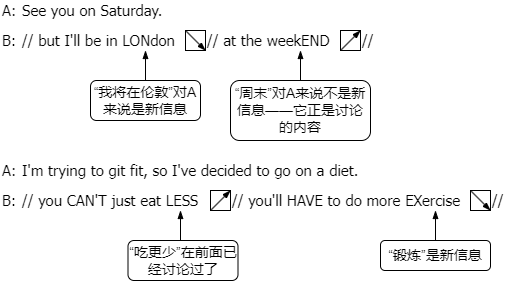 A: See you on Saturday.
B: // but I'll be in LONdon // at the weekEND //
"我将在伦敦"对A
来说是新信息
"周末"对A来说不是新
信息——它正是讨论
的内容
A: I'm trying to git fit, so I've decided to go on a diet.
B: // you CAN'T just eat LESS // you'll HAVE to do more EXercise //
"吃更少"在前面已
经讨论过了
"锻炼"是新信息